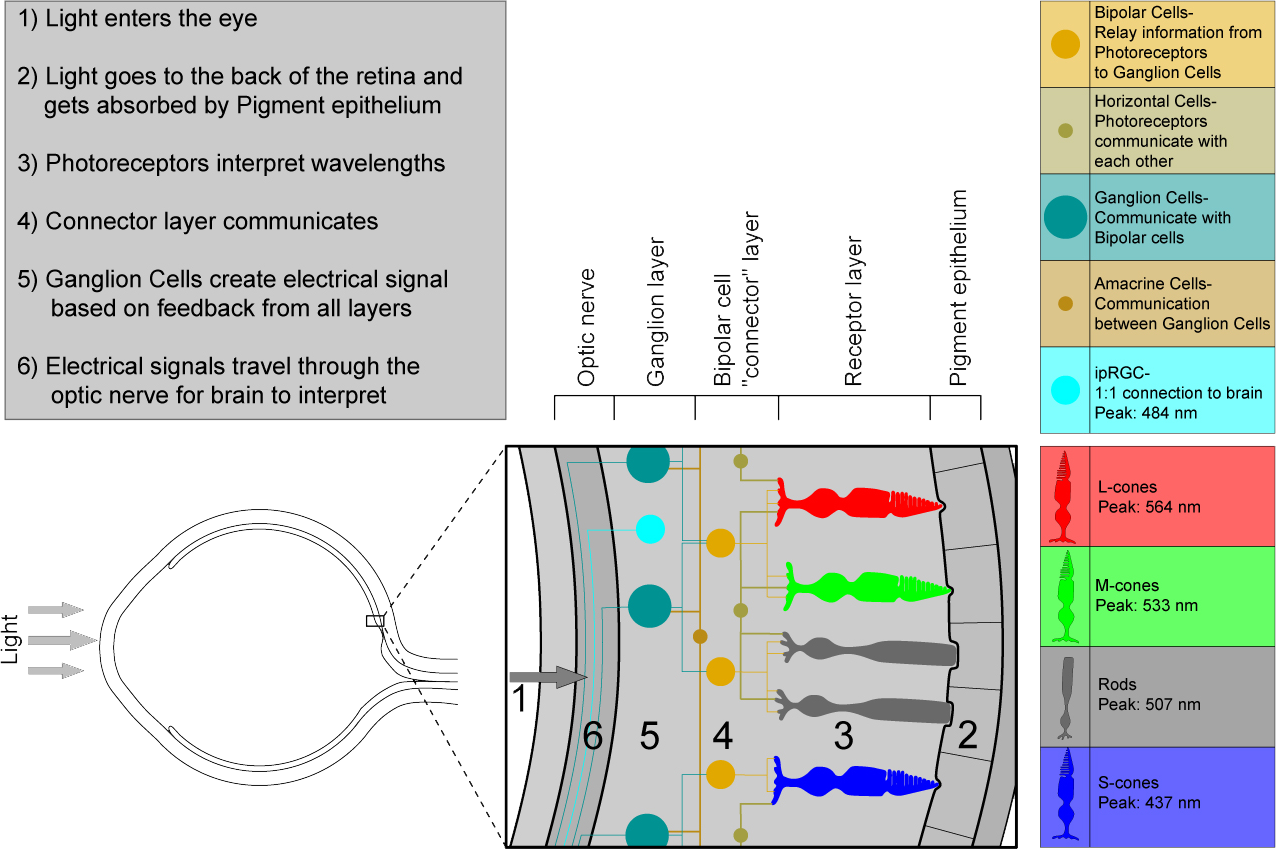 1) Light enters the eye
2) Light goes to the back of the retina and
gets absorbed by Pigment epithelium
3) Photoreceptors interpret wavelengths
4) Connector layer communicates
5) Ganglion Cells create electrical signal
based on feedback from all layers
6) Electrical signals travel through the
optic nerve for brain to interpret
Light
Optic nerve
Ganglion layer
Bipolar cell
"connector" layer
Receptor layer
Pigment epithelium
1
6
5
4
3
2
Bipolar Cells-
Relay information from
Photoreceptors
to Ganglion Cells
Horizontal Cells-
Photoreceptors
communicate with
each other
Ganglion Cells-
Communicate with
Bipolar cells
Amacrine Cells-
Communication
between Ganglion Cells
ipRGC-
1:1 connection to brain
Peak: 484 nm
L-cones
Peak: 564 nm
M-cones
Peak: 533 nm
Rods
Peak: 507 nm
S-cones
Peak: 437 nm